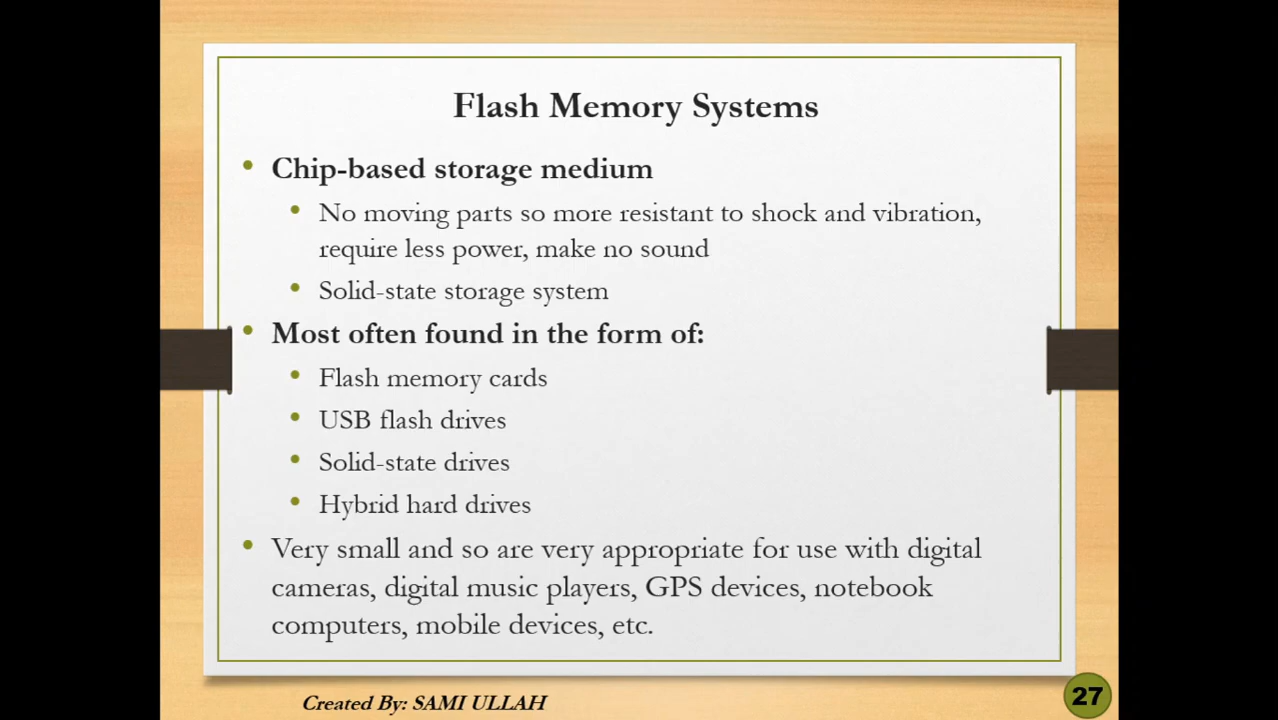 Flash Memory Systems
• Chip-based storage medium
• No moving parts so more resistant to shock and vibration,
require less power, make no sound
• Solid-state storage system
• Most often found in the form of:
• Flash memory cards
• USB flash drives
• Solid-state drives
• Hybrid hard drives
• Very small and so are very appropriate for use with digital
cameras, digital music players, GPS devices, notebook
computers, mobile devices, etc.
Created By: SAMI ULLAH
27